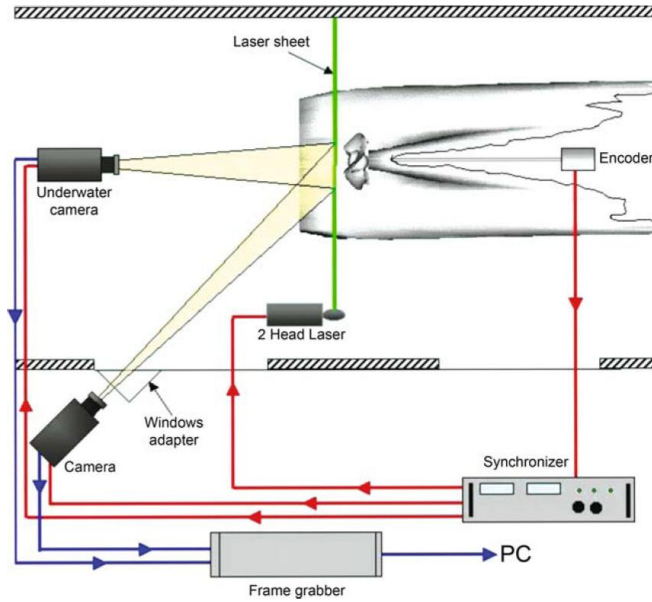 Laser sheet
Encoder
Underwater
camera
2 Head Laser
Windows
adapter
Camera
Synchronizer
PC
Frame grabber